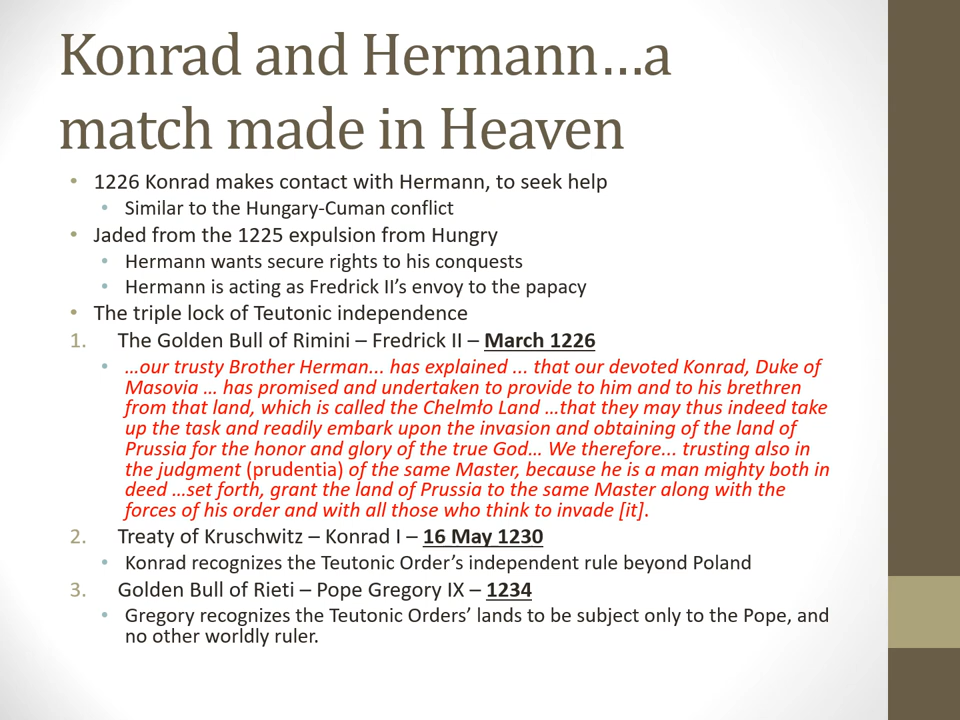 Konrad and Hermann…a
match made in Heaven
• 1226 Konrad makes contact with Hermann, to seek help
• Similar to the Hungary-Cuman conflict
• Jaded from the 1225 expulsion from Hungry
• Hermann wants secure rights to his conquests
• Hermann is acting as Fredrick II's envoy to the papacy
• The triple lock of Teutonic independence
1. The Golden Bull of Rimini – Fredrick II – March 1226
• …our trusty Brother Herman... has explained ... that our devoted Konrad, Duke of
Masovia … has promised and undertaken to provide to him and to his brethren
from that land, which is called the Chelmło Land …that they may thus indeed take
up the task and readily embark upon the invasion and obtaining of the land of
Prussia for the honor and glory of the true God… We therefore... trusting also in
the judgment (prudentia) of the same Master, because he is a man mighty both in
deed …set forth, grant the land of Prussia to the same Master along with the
forces of his order and with all those who think to invade [it].
2. Treaty of Kruschwitz – Konrad I – 16 May 1230
• Konrad recognizes the Teutonic Order's independent rule beyond Poland
3. Golden Bull of Rieti – Pope Gregory IX – 1234
• Gregory recognizes the Teutonic Orders' lands to be subject only to the Pope, and
no other worldly ruler.